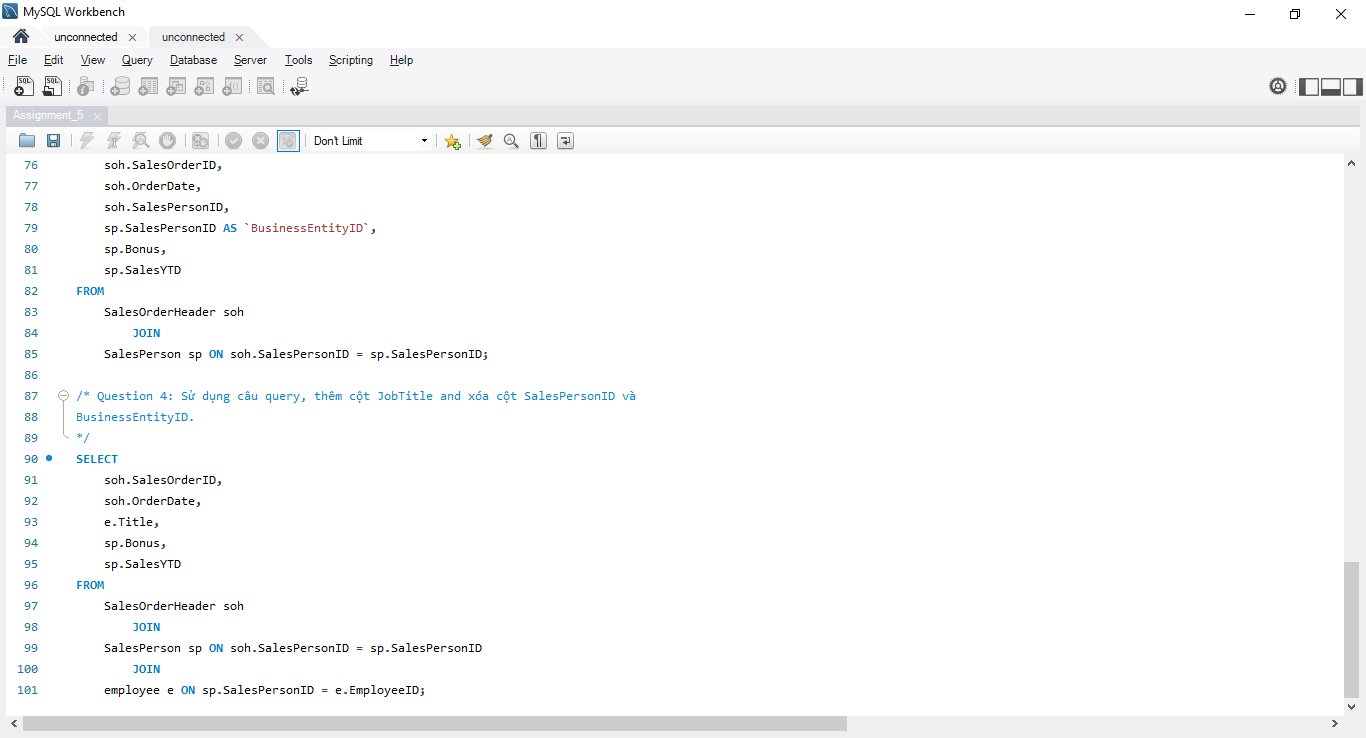 MySQL Workbench
unconnected
unconnected
File Edit View Query Database Server Tools Scripting Help
SQL SQL
Assignment_5
Don't Limit
76 soh.SalesOrderID,
77 soh.OrderDate,
78 soh.SalesPersonID,
79 sp.SalesPersonID AS `BusinessEntityID`,
80 sp.Bonus,
81 sp.SalesYTD
82 FROM
83 SalesOrderHeader soh
84 JOIN
85 SalesPerson sp ON soh.SalesPersonID = sp.SalesPersonID;
86
87 /* Question 4: Sử dụng câu query, thêm cột JobTitle and xóa cột SalesPersonID và
88 BusinessEntityID.
89 */
90 SELECT
91 soh.SalesOrderID,
92 soh.OrderDate,
93 e.Title,
94 sp.Bonus,
95 sp.SalesYTD
96 FROM
97 SalesOrderHeader soh
98 JOIN
99 SalesPerson sp ON soh.SalesPersonID = sp.SalesPersonID
100 JOIN
101 employee e ON sp.SalesPersonID = e.EmployeeID;